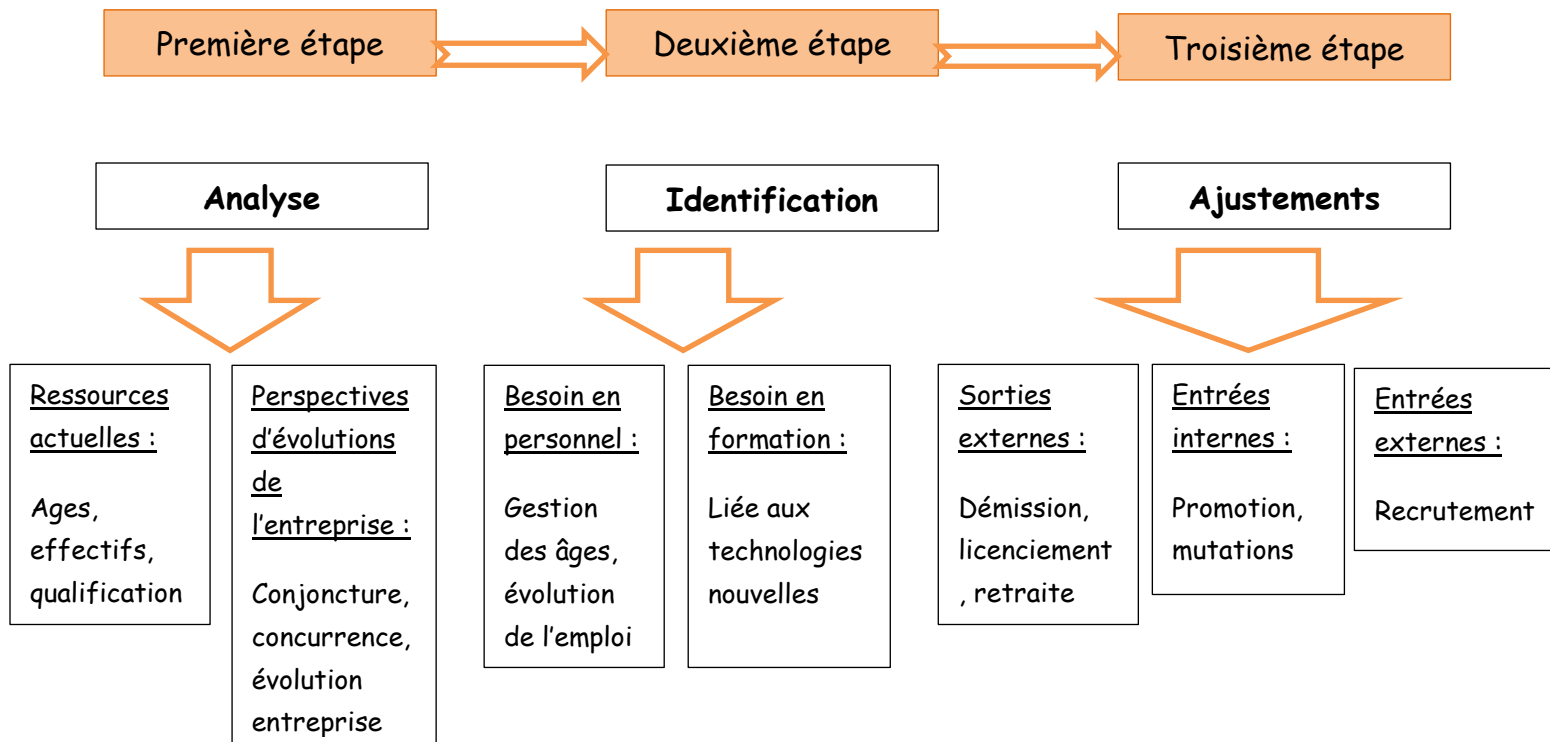 Première étape
Deuxième étape
Troisième étape
Analyse
Identification
Ajustements
Ressources
actuelles :
Ages,
effectifs,
qualification
Perspectives
d’évolutions
de
l’entreprise :
Conjoncture,
concurrence,
évolution
entreprise
Besoin en
personnel :
Gestion
des âges,
évolution
de l’emploi
Besoin en
formation :
Liée aux
technologies
nouvelles
Sorties
externes :
Démission,
licenciement
, retraite
Entrées
internes :
Promotion,
mutations
Entrées
externes :
Recrutement